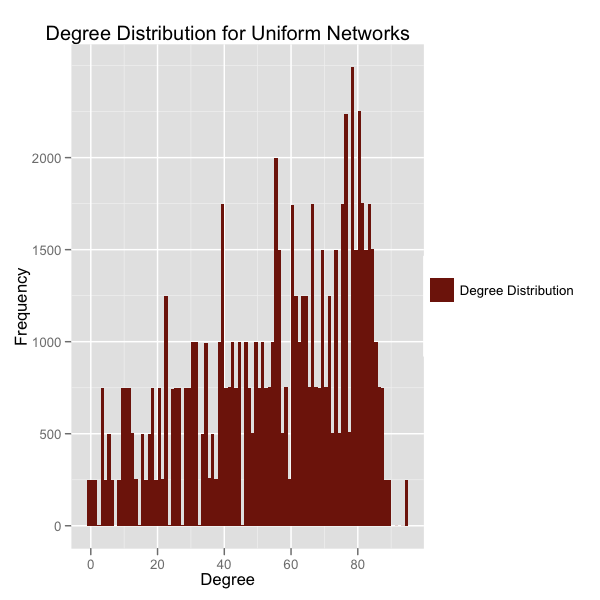 Degree Distribution for Uniform Networks
Frequency
2000
1500
1000
500
0
0 20 40 60 80
Degree
Degree Distribution